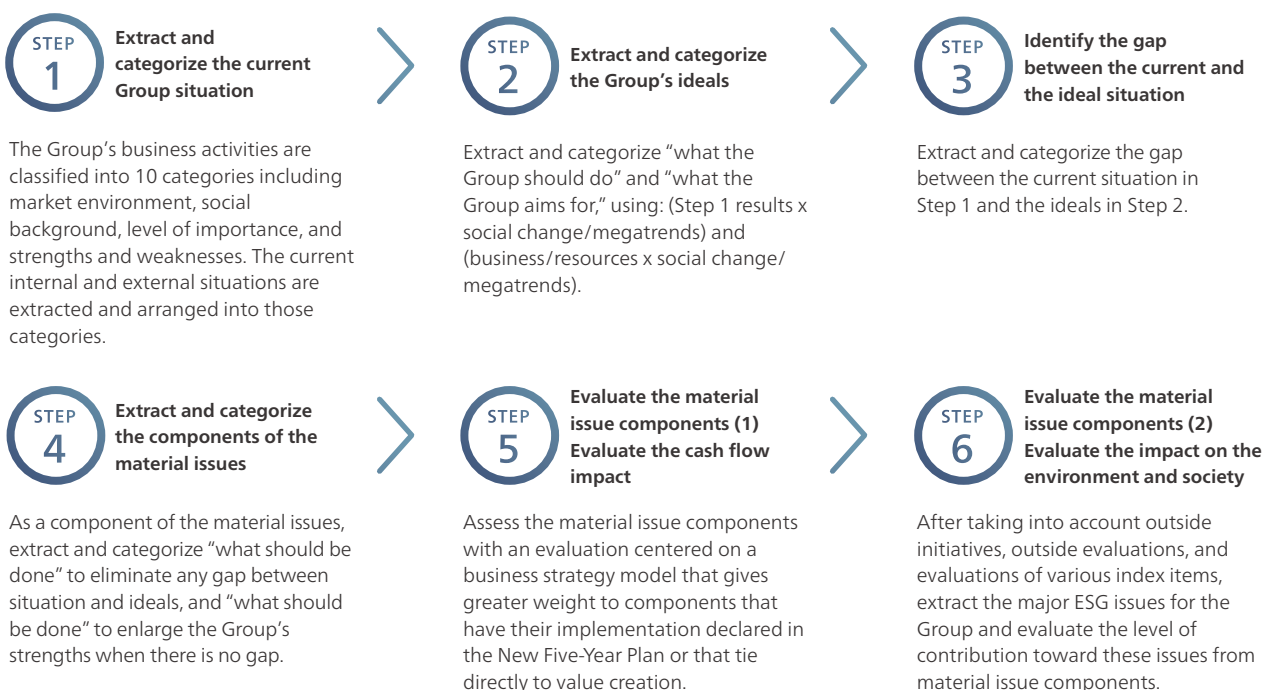 STEP
1
Extract and
categorize the current
Group situation
The Group’s business activities are
classified into 10 categories including
market environment, social
background, level of importance, and
strengths and weaknesses. The current
internal and external situations are
extracted and arranged into those
categories.
STEP
2
Extract and categorize
the Group’s ideals
Extract and categorize “what the
Group should do” and “what the
Group aims for,” using: (Step 1 results x
social change/megatrends) and
(business/resources x social change/
megatrends).
STEP
3
Identify the gap
between the current and
the ideal situation
Extract and categorize the gap
between the current situation in
Step 1 and the ideals in Step 2.
STEP
4
Extract and categorize
the components of the
material issues
As a component of the material issues,
extract and categorize “what should be
done” to eliminate any gap between
situation and ideals, and “what should
be done” to enlarge the Group’s
strengths when there is no gap.
STEP
5
Evaluate the material
issue components (1)
Evaluate the cash flow
impact
Assess the material issue components
with an evaluation centered on a
business strategy model that gives
greater weight to components that
have their implementation declared in
the New Five-Year Plan or that tie
directly to value creation.
STEP
6
Evaluate the material
issue components (2)
Evaluate the impact on the
environment and society
After taking into account outside
initiatives, outside evaluations, and
evaluations of various index items,
extract the major ESG issues for the
Group and evaluate the level of
contribution toward these issues from
material issue components.